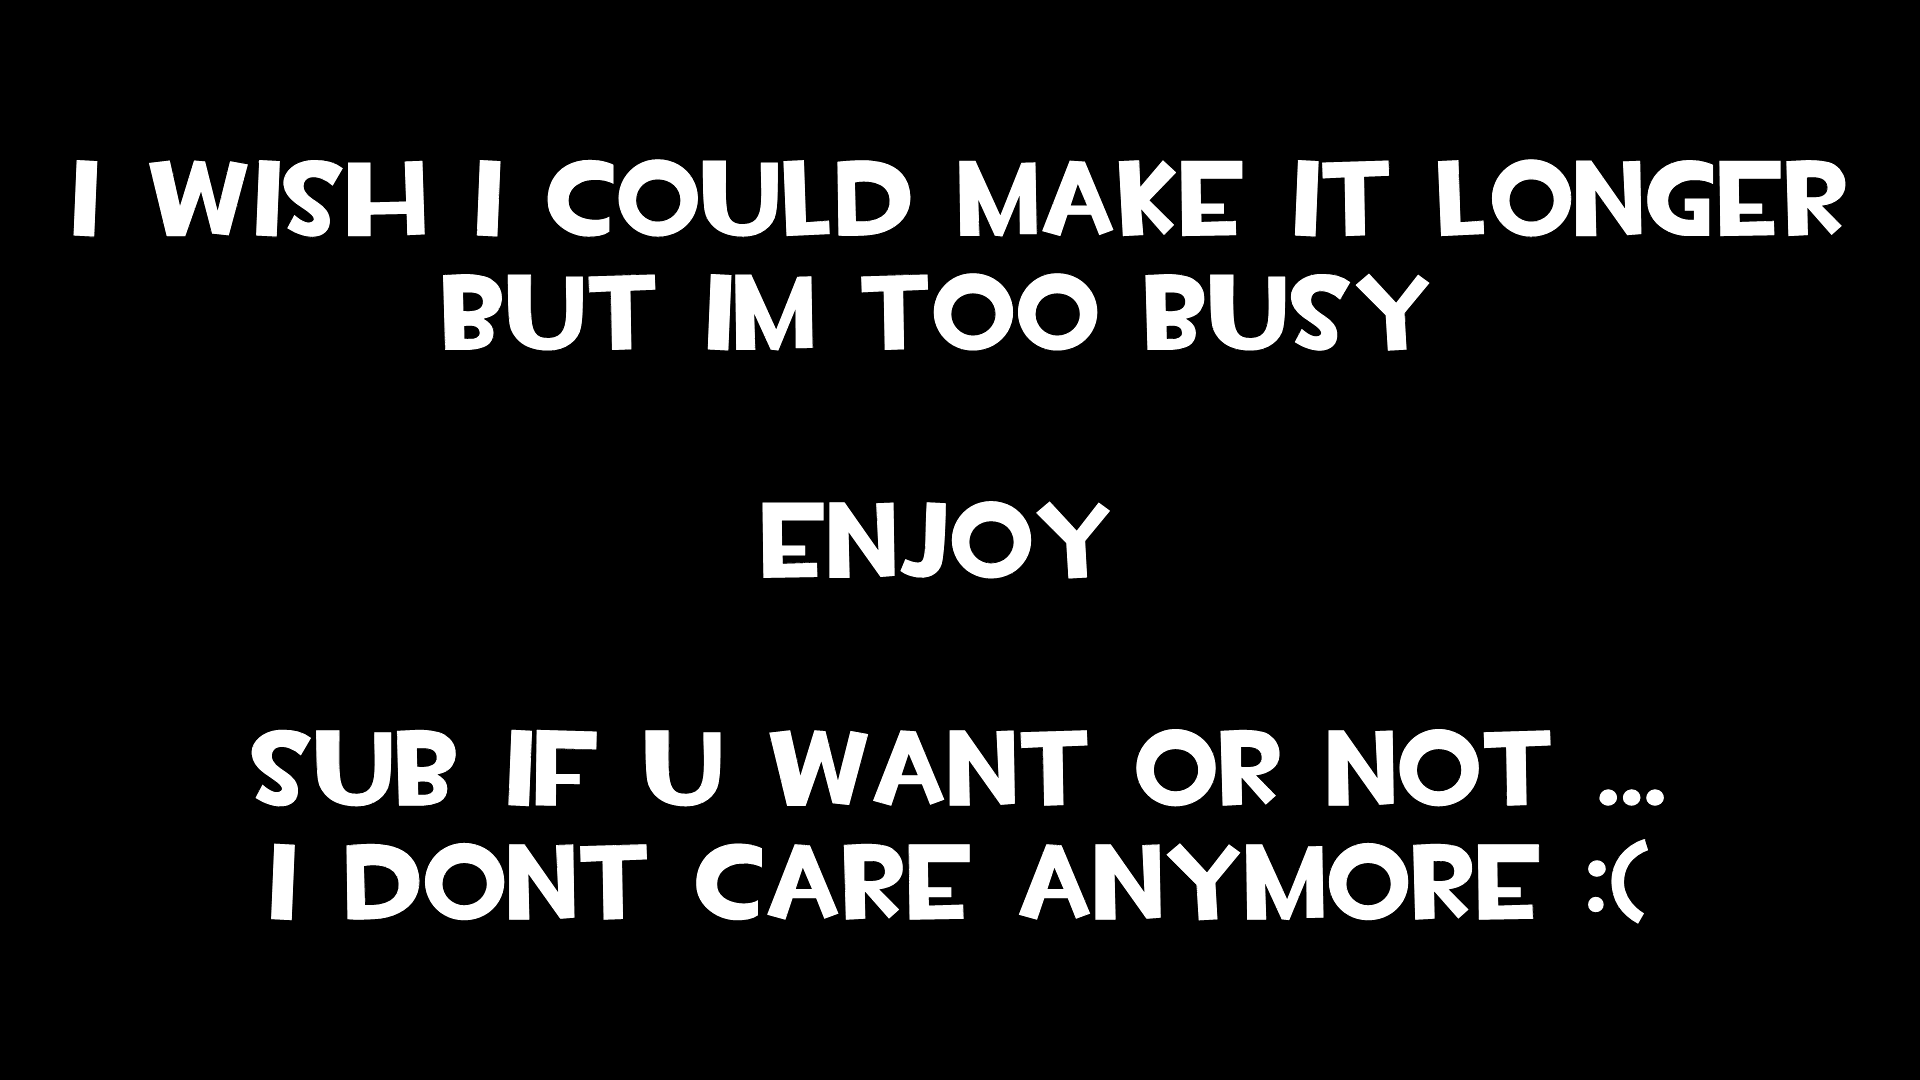 I WISH I COULD MAKE IT LONGER
BUT IM TOO BUSY
ENJOY
SUB IF U WANT OR NOT ...
I DONT CARE ANYMORE :(